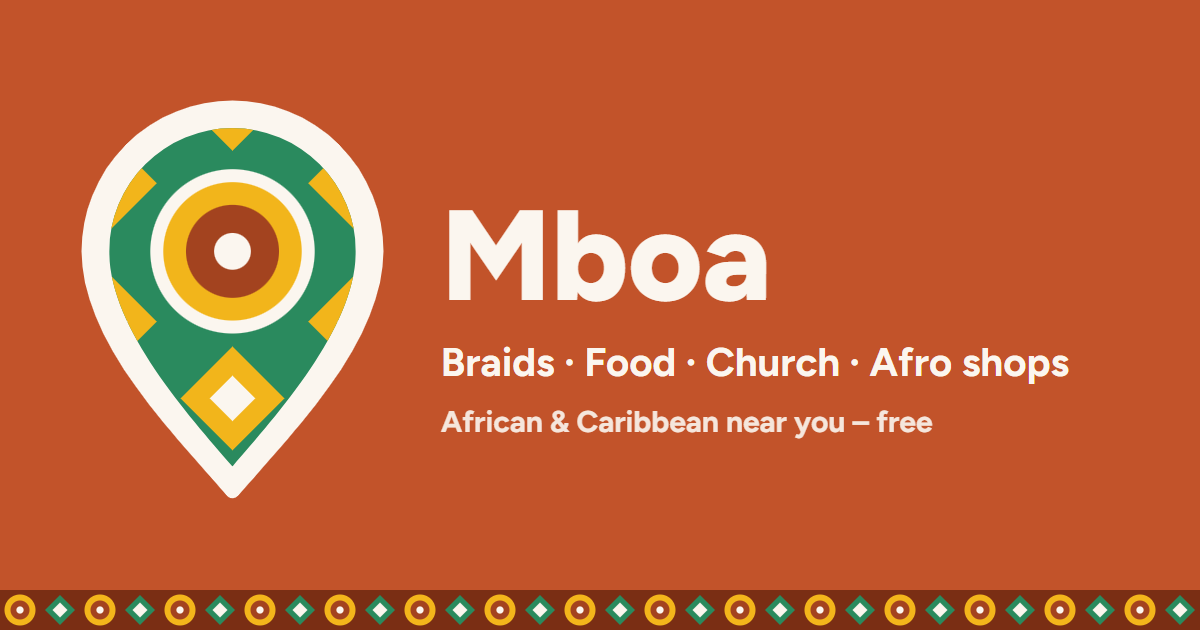 Mboa
Braids · Food · Church · Afro shops
African & Caribbean near you – free